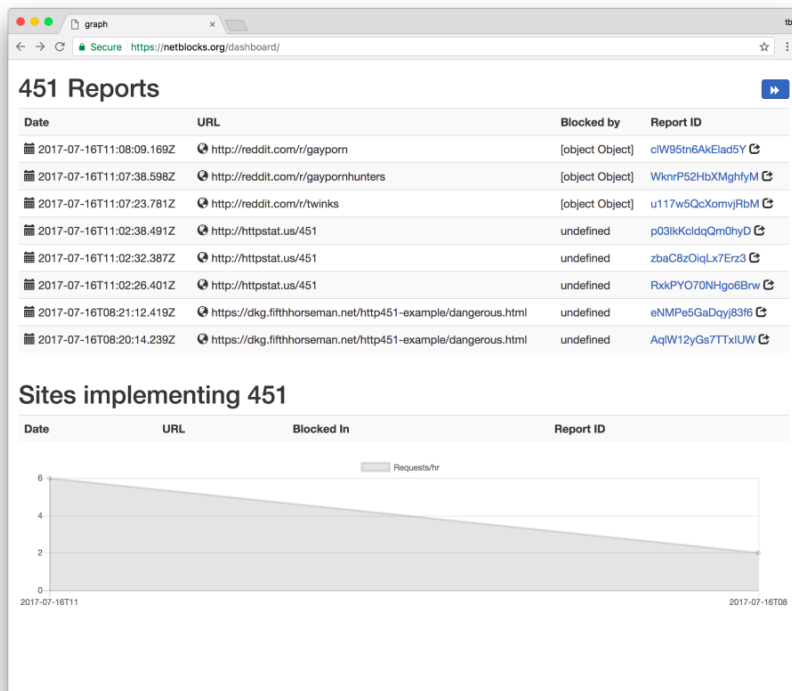 graph
tb
Secure https://netblocks.org/dashboard/
451 Reports
Date URL Blocked by Report ID
2017-07-16T11:08:09.169Z http://reddit.com/r/gayporn [object Object] clW95tn6AkElad5Y
2017-07-16T11:07:38.598Z http://reddit.com/r/gaypornhunters [object Object] WknrP52HbXMghfyM
2017-07-16T11:07:23.781Z http://reddit.com/r/twinks [object Object] u117w5QcXomvjRbM
2017-07-16T11:02:38.491Z http://httpstat.us/451 undefined p03lkKcldqQm0hyD
2017-07-16T11:02:32.387Z http://httpstat.us/451 undefined zbaC8zOiqLx7Erz3
2017-07-16T11:02:26.401Z http://httpstat.us/451 undefined RxkPYO70NHgo6Brw
2017-07-16T08:21:12.419Z https://dkg.fifthhorseman.net/http451-example/dangerous.html undefined eNMPe5GaDqyj83f6
2017-07-16T08:20:14.239Z https://dkg.fifthhorseman.net/http451-example/dangerous.html undefined AqlW12yGs7TTxlUW
Sites implementing 451
Date URL Blocked In Report ID
Requests/hr
6
4
2
0
2017-07-16T11 2017-07-16T08